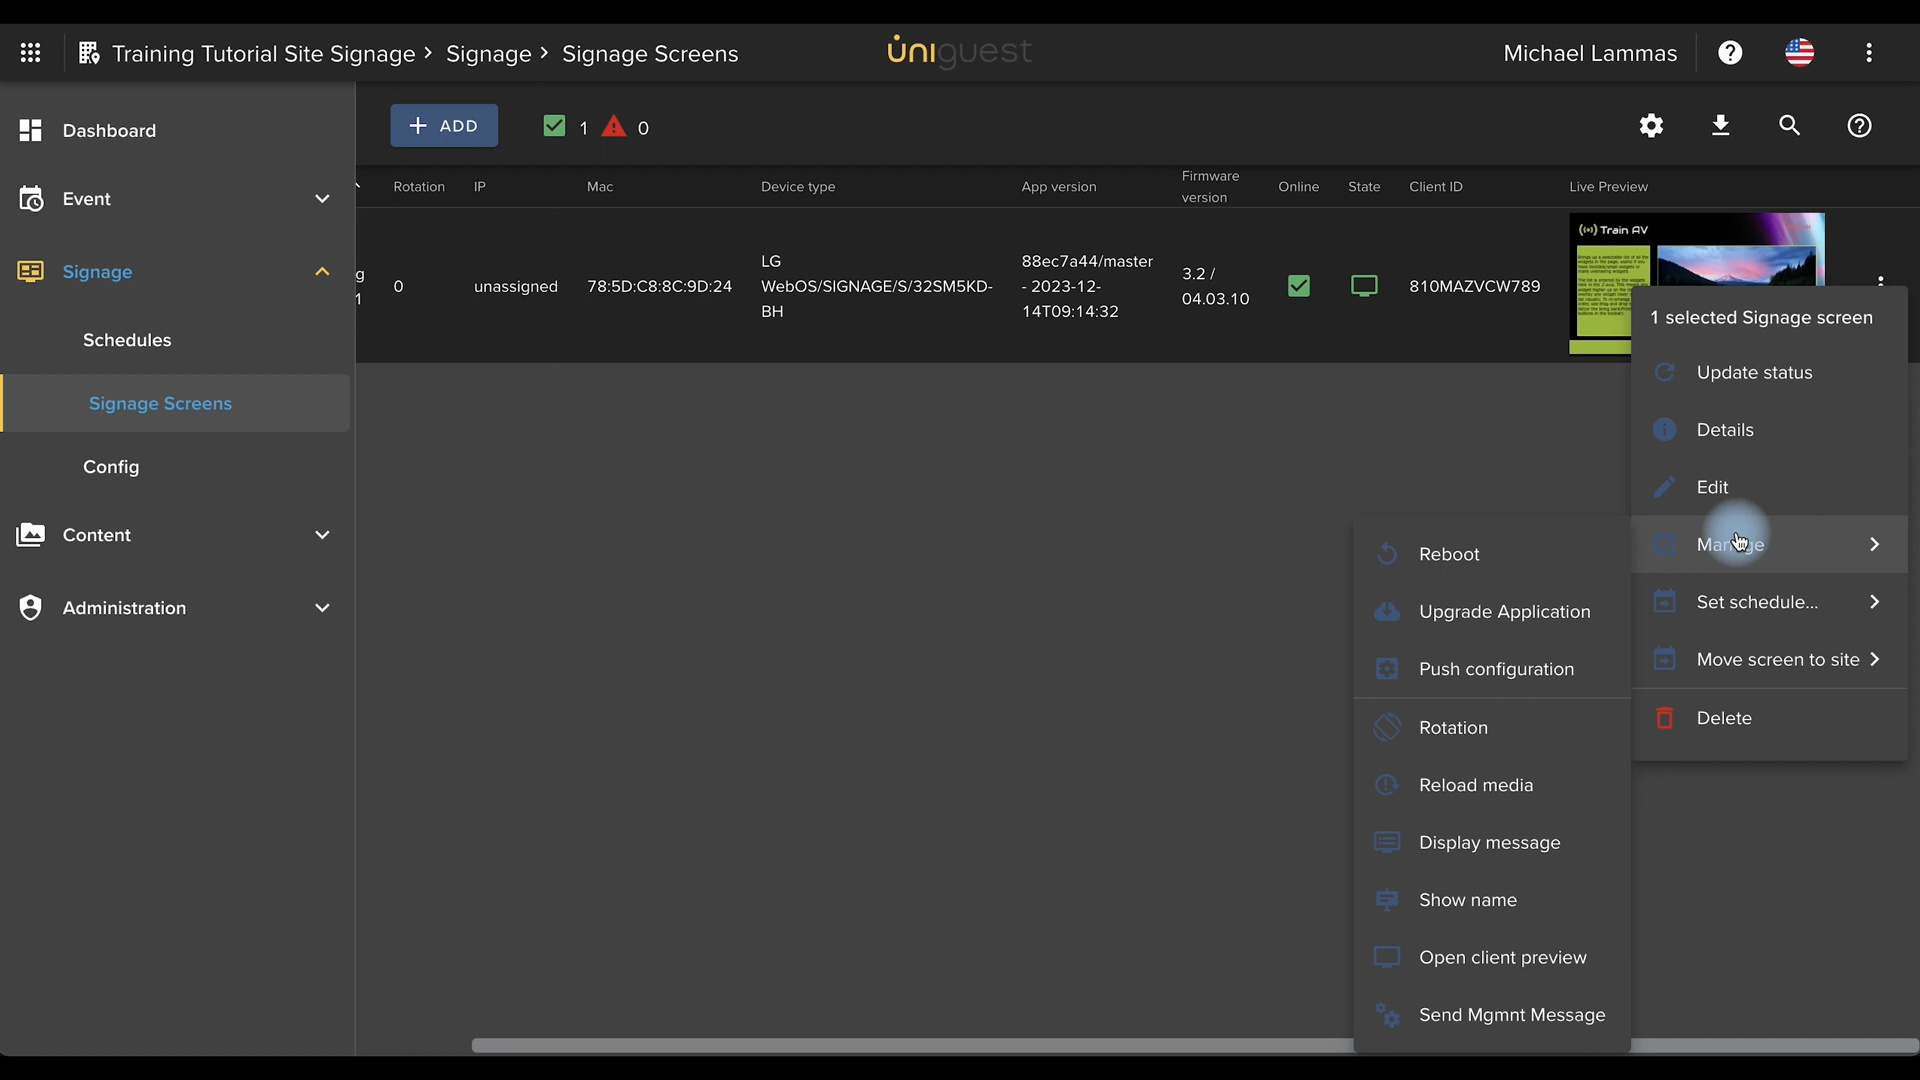 Training Tutorial Site Signage > Signage > Signage Screens
uniguest
Michael Lammas
Dashboard
Event
Signage
Schedules
Signage Screens
Config
Content
Administration
+ ADD
1
0
Rotation
IP
Mac
Device type
App version
Firmware
version
Online
State
Client ID
Live Preview
g
1
0
unassigned
78:5D:C8:8C:9D:24
LG
WebOS/SIGNAGE/S/32SM5KD-
BH
88ec7a44/master
- 2023-12-
14T09:14:32
3.2 /
04.03.10
810MAZVCW789
Train AV
1 selected Signage screen
Update status
Details
Edit
Manage
Set schedule...
Move screen to site
Delete
Reboot
Upgrade Application
Push configuration
Rotation
Reload media
Display message
Show name
Open client preview
Send Mgmnt Message